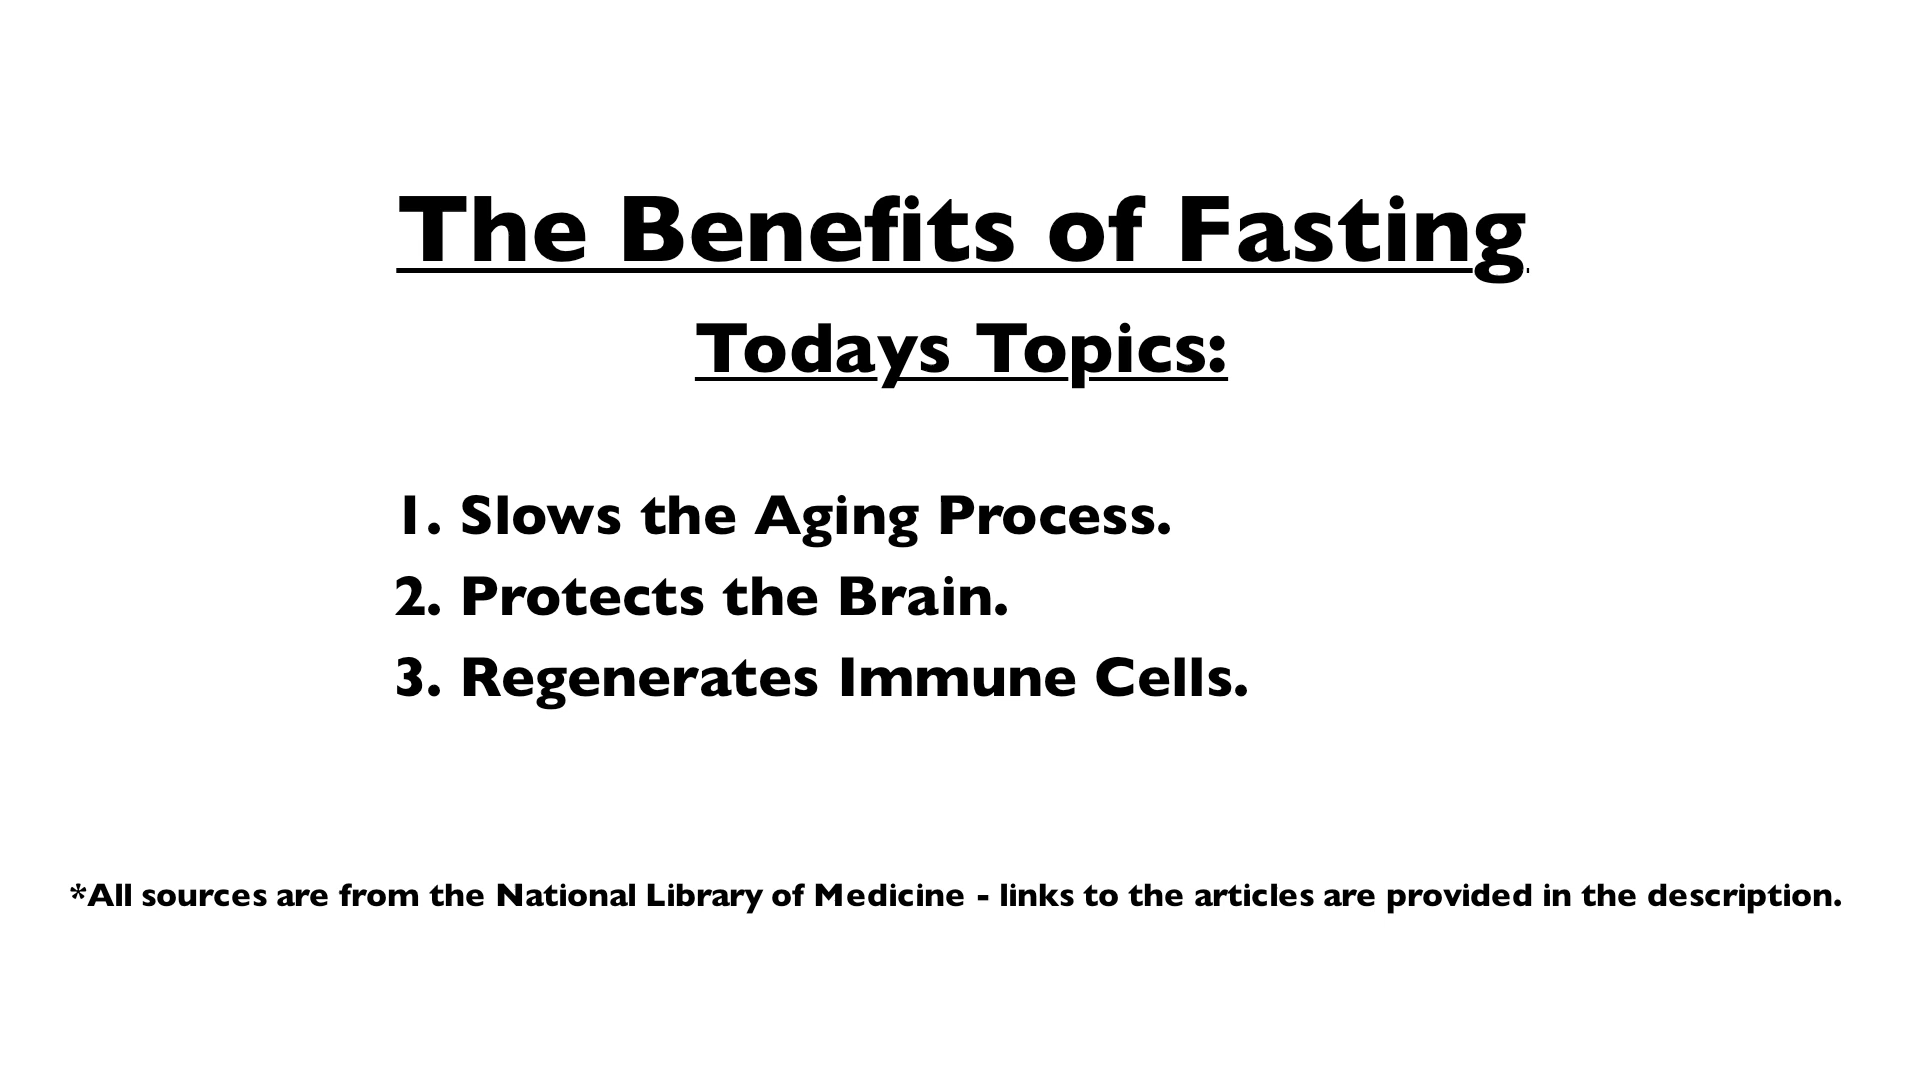 The Benefits of Fasting
Todays Topics:
1. Slows the Aging Process.
2. Protects the Brain.
3. Regenerates Immune Cells.
*All sources are from the National Library of Medicine - links to the articles are provided in the description.